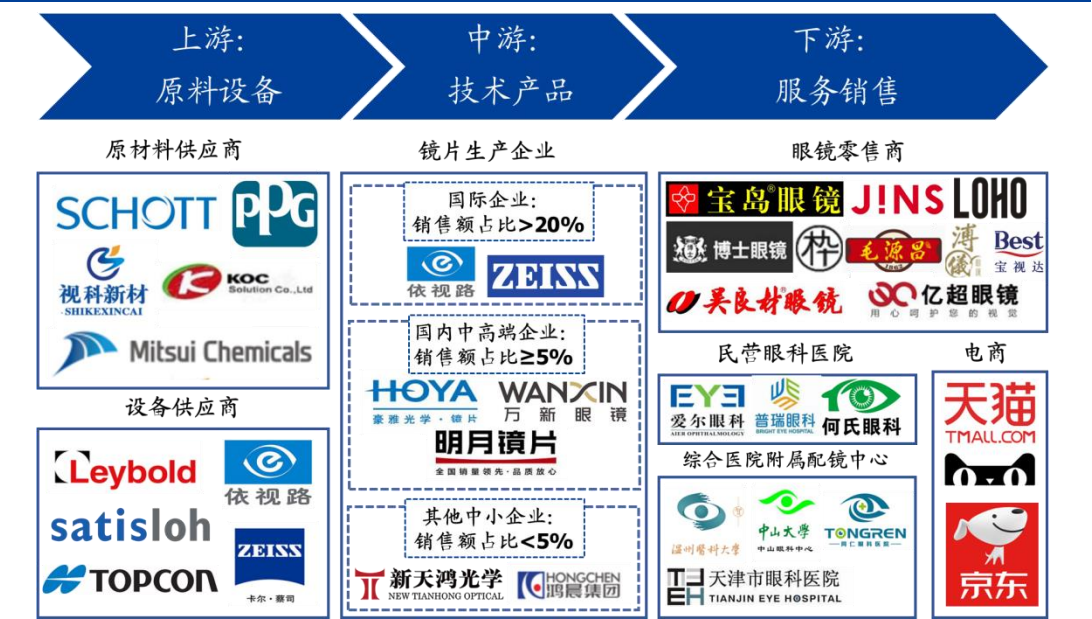 上游:
原料设备
中游:
技术产品
下游:
服务销售
原材料供应商
SCHOTT
PPG
视科新材
SHIKEXINCAI
KOC
Solution Co.,Ltd
Mitsui Chemicals
设备供应商
Leybold
依视路
satisloh
ZEISS
TOPCON
卡尔·蔡司
镜片生产企业
国际企业:
销售额占比>20%
依视路
ZEISS
国内中高端企业:
销售额占比≥5%
HOYA
豪雅光学·镜片
WANXIN
万新眼镜
明月镜片
全国销量领先·品质放心
其他中小企业:
销售额占比<5%
新天鸿光学
NEW TIANHONG OPTICAL
HONGCHEN
鸿晨集团
眼镜零售商
宝岛®眼镜
J!NS
LOHO
博士眼镜
枠
毛源昌
溥儀
Best
宝视达
吴良材®眼镜
亿超眼镜
用心呵护您的视觉
民营眼科医院
EYE
爱尔眼科
AIER OPHTHALMOLOGY
普瑞眼科
BRIGHT EYE HOSPITAL
何氏眼科
综合医院附属配镜中心
温州醫科大學
中山大學
中山眼科中心
TONGREN
同仁眼科医院
天津市眼科医院
TIANJIN EYE HOSPITAL
电商
天猫
TMALL.COM
京东